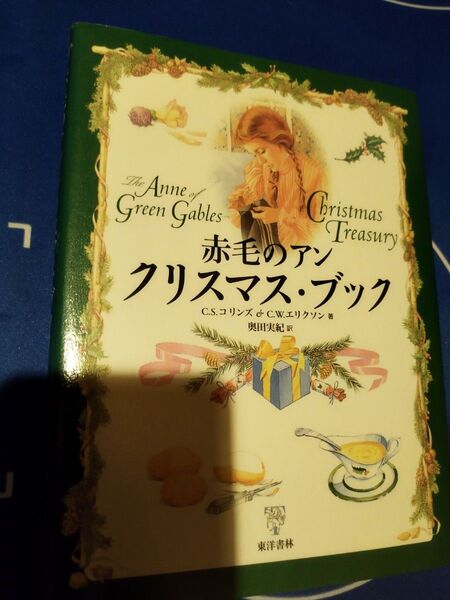 The Anne of
Green Gables
Christmas
Treasury
赤毛のアン
クリスマス・ブック
C.S.コリンズ & C.W.エリクソン 著
奥田実紀 訳
東洋書林